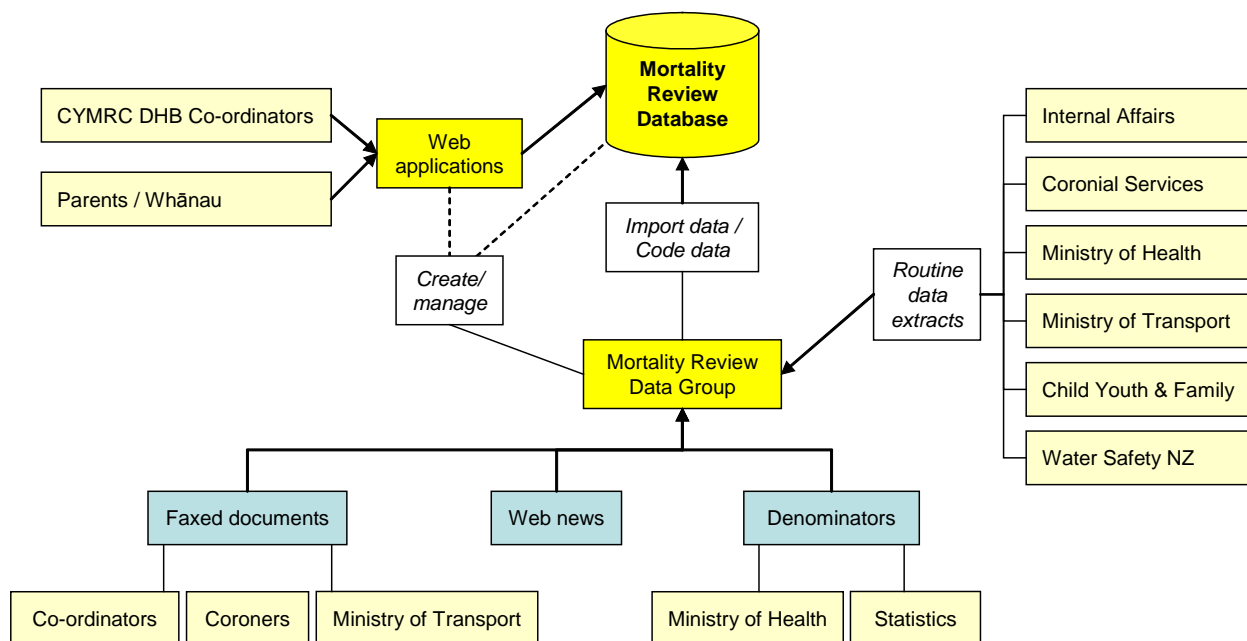 Mortality
Review
Database
CYMRC DHB Co-ordinators
Parents / Whānau
Web
applications
Create/
manage
Import data /
Code data
Routine
data
extracts
Internal Affairs
Coronial Services
Ministry of Health
Ministry of Transport
Child Youth & Family
Water Safety NZ
Mortality Review
Data Group
Faxed documents
Web news
Denominators
Co-ordinators
Coroners
Ministry of Transport
Ministry of Health
Statistics